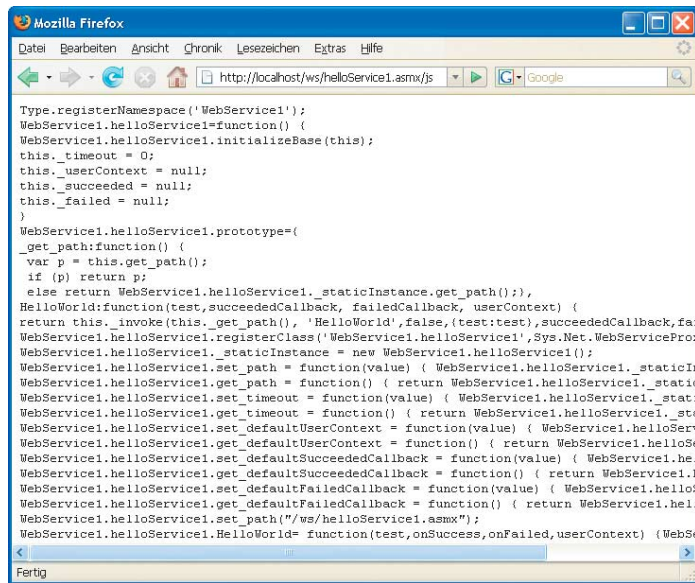 Mozilla Firefox
Datei Bearbeiten Ansicht Chronik Lesezeichen Extras Hilfe
http://localhost/ws/helloService1.asmx/js G Google
Type.registerNamespace('WebService1');
WebService1.helloService1=function() {
WebService1.helloService1.initializeBase(this);
this._timeout = 0;
this._userContext = null;
this._succeeded = null;
this._failed = null;
}
WebService1.helloService1.prototype={
_get_path:function() {
var p = this.get_path();
if (p) return p;
else return WebService1.helloService1._staticInstance.get_path();},
HelloWorld:function(test,succeededCallback, failedCallback, userContext) {
return this._invoke(this._get_path(), 'HelloWorld',false,{test:test},succeededCallback,fai
WebService1.helloService1.registerClass('WebService1.helloService1',Sys.Net.WebServiceProx
WebService1.helloService1._staticInstance = new WebService1.helloService1();
WebService1.helloService1.set_path = function(value) { WebService1.helloService1._staticIn
WebService1.helloService1.get_path = function() { return WebService1.helloService1._static
WebService1.helloService1.set_timeout = function(value) { WebService1.helloService1._stati
WebService1.helloService1.get_timeout = function() { return WebService1.helloService1._sta
WebService1.helloService1.set_defaultUserContext = function(value) { WebService1.helloServ
WebService1.helloService1.get_defaultUserContext = function() { return WebService1.helloSe
WebService1.helloService1.set_defaultSucceededCallback = function(value) { WebService1.hel
WebService1.helloService1.get_defaultSucceededCallback = function() { return WebService1.h
WebService1.helloService1.set_defaultFailedCallback = function(value) { WebService1.helloS
WebService1.helloService1.get_defaultFailedCallback = function() { return WebService1.hell
WebService1.helloService1.set_path("/ws/helloService1.asmx");
WebService1.helloService1.HelloWorld= function(test,onSuccess,onFailed,userContext) {WebSe
Fertig